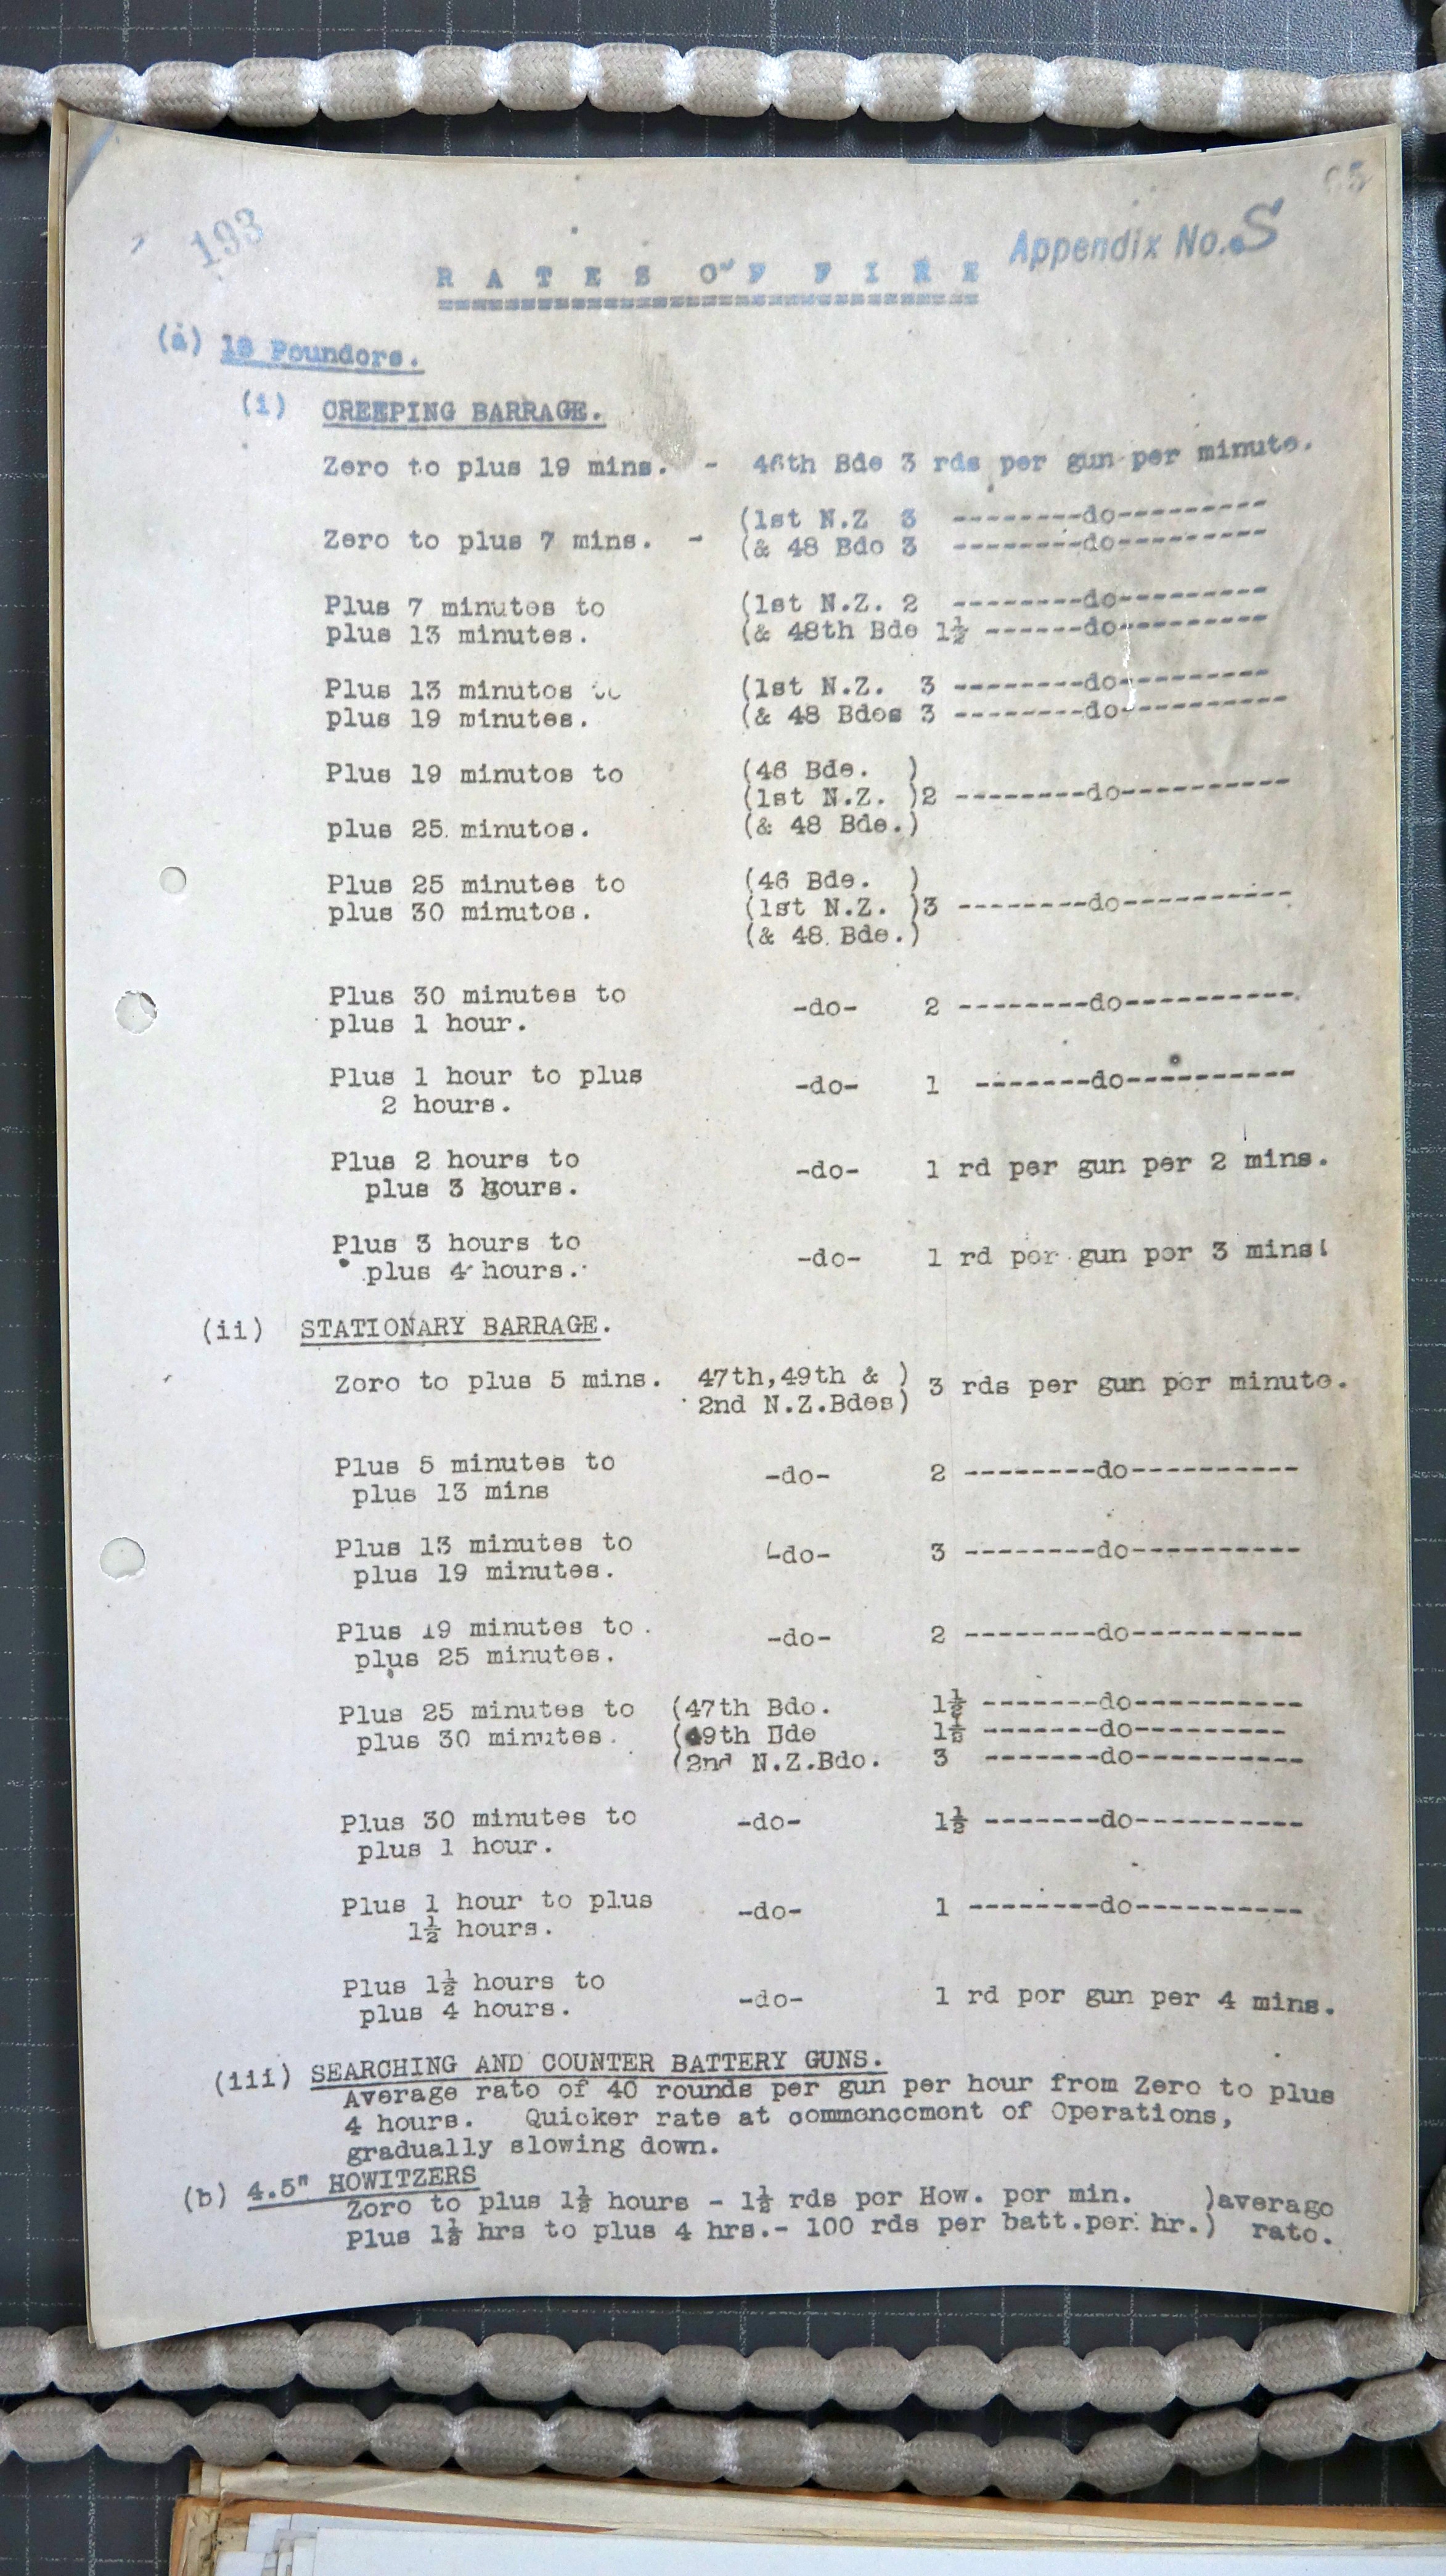 193
05
Appendix No. S
R A T E S  O F  F I R E
(a) 18 Pounders.
(i) CREEPING BARRAGE.
Zero to plus 19 mins. - 46th Bde 3 rds per gun per minute.
(1st N.Z 3 --------do---------
Zero to plus 7 mins. - (& 48 Bde 3 --------do---------
Plus 7 minutes to (1st N.Z. 2 --------do---------
plus 13 minutes. (& 48th Bde 1½ ------do---------
Plus 13 minutes to (1st N.Z. 3 --------do---------
plus 19 minutes. (& 48 Bdes 3 --------do----------
Plus 19 minutes to (46 Bde. )
(1st N.Z. )2 --------do----------
plus 25 minutes. (& 48 Bde.)
Plus 25 minutes to (46 Bde. )
plus 30 minutes. (1st N.Z. )3 --------do----------
(& 48 Bde.)
Plus 30 minutes to
plus 1 hour. -do- 2 --------do----------
Plus 1 hour to plus -do- 1 -------do----------
2 hours.
Plus 2 hours to -do- 1 rd per gun per 2 mins.
plus 3 hours.
Plus 3 hours to -do- 1 rd per gun per 3 mins.
plus 4 hours.
(ii) STATIONARY BARRAGE.
Zero to plus 5 mins. 47th,49th & ) 3 rds per gun per minute.
2nd N.Z.Bdes)
Plus 5 minutes to -do- 2 --------do----------
plus 13 mins
Plus 13 minutes to -do- 3 --------do----------
plus 19 minutes.
Plus 19 minutes to -do- 2 --------do----------
plus 25 minutes.
Plus 25 minutes to (47th Bde. 1½ -------do----------
plus 30 minutes. (49th Bde 1½ -------do---------
(2nd N.Z.Bde. 3 -------do----------
Plus 30 minutes to -do- 1½ -------do----------
plus 1 hour.
Plus 1 hour to plus -do- 1 --------do----------
1½ hours.
Plus 1½ hours to -do- 1 rd per gun per 4 mins.
plus 4 hours.
(iii) SEARCHING AND COUNTER BATTERY GUNS.
Average rate of 40 rounds per gun per hour from Zero to plus
4 hours. Quicker rate at commencement of Operations,
gradually slowing down.
(b) 4.5" HOWITZERS
Zero to plus 1½ hours - 1½ rds per How. per min. )average
Plus 1½ hrs to plus 4 hrs.- 100 rds per batt.per hr.) rate.